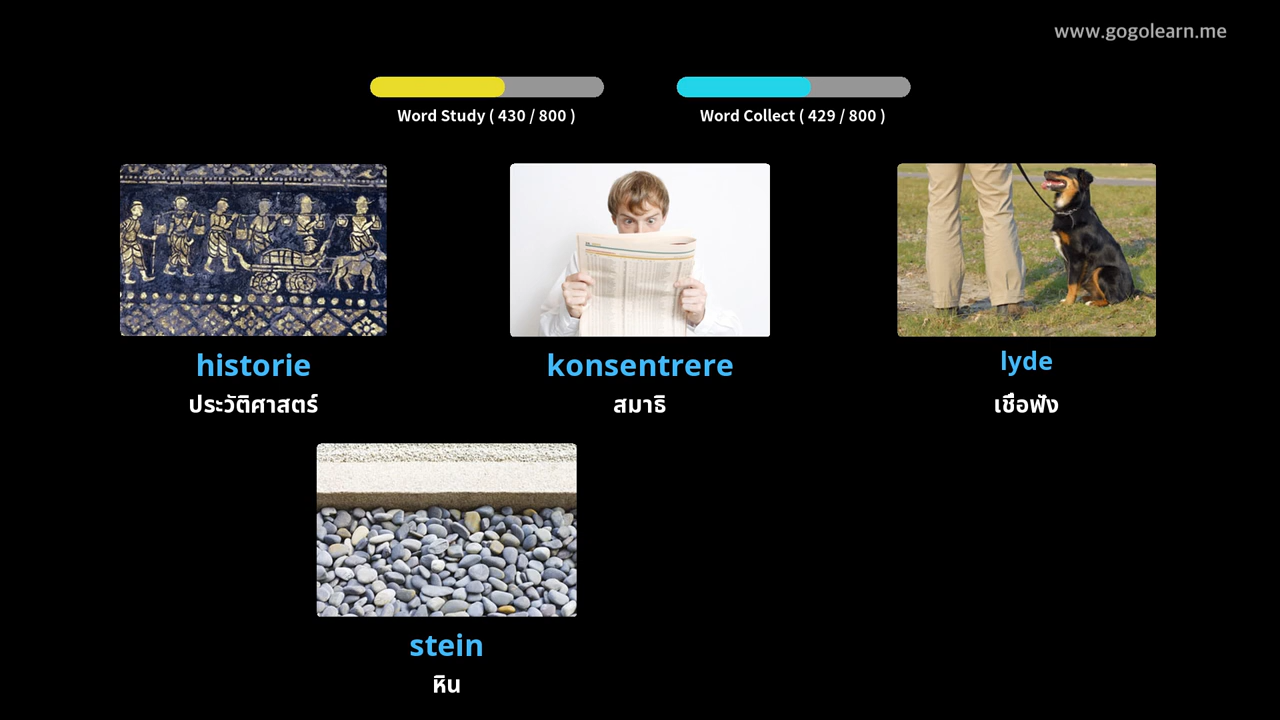 www.gogolearn.me
Word Study ( 430 / 800 )
Word Collect ( 429 / 800 )
historie
ประวัติศาสตร์
konsentrere
สมาธิ
lyde
เชื่อฟัง
stein
หิน